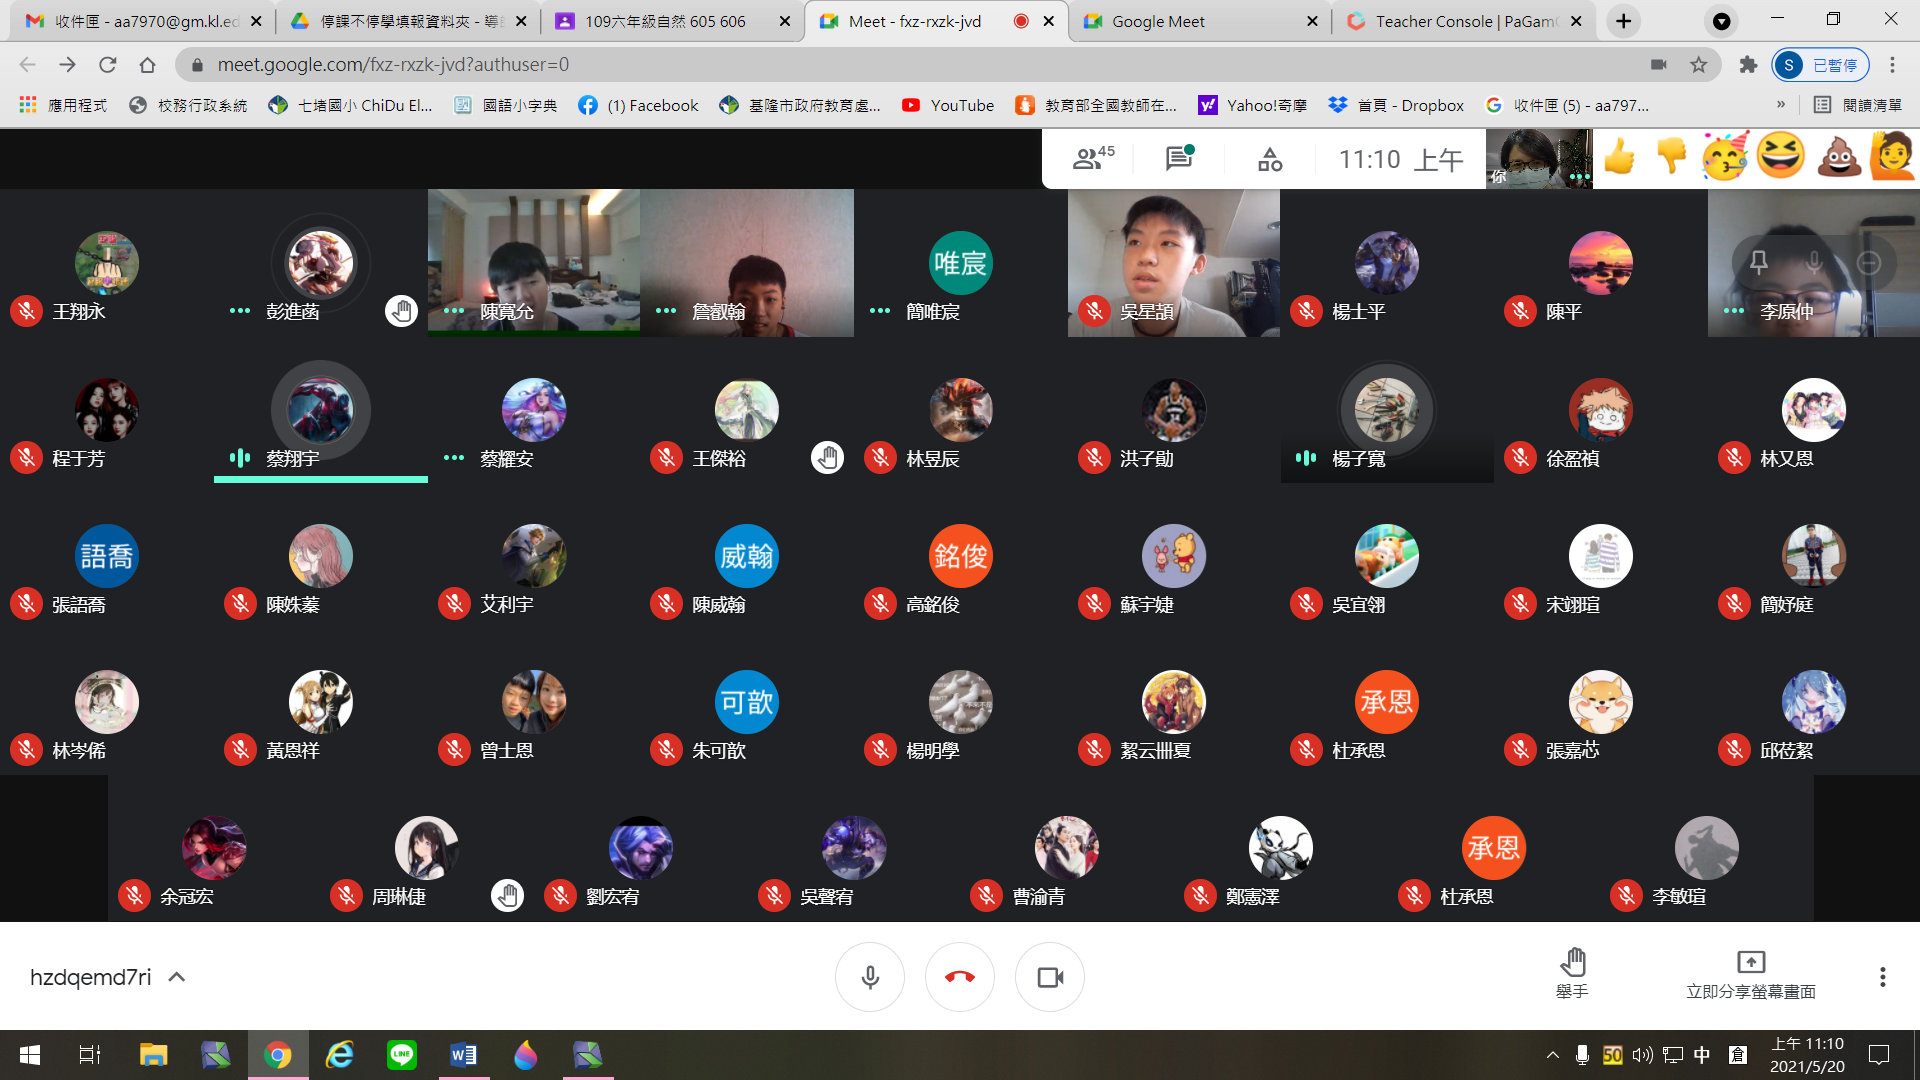 收件匣 - aa7970@gm.kl.ed
停課不停學填報資料夾 - 導
109六年級自然 605 606
Meet - fxz-rxzk-jvd
Google Meet
Teacher Console | PaGam
meet.google.com/fxz-rxzk-jvd?authuser=0
S 已暫停
應用程式
校務行政系統
七堵國小 ChiDu El...
國語小字典
(1) Facebook
基隆市政府教育處...
YouTube
教育部全國教師在...
Yahoo!奇摩
首頁 - Dropbox
收件匣 (5) - aa797...
»
閱讀清單
45
11:10 上午
你
唯宸
王翔永
彭進菡
陳寬允
詹叡翰
簡唯宸
吳星頡
楊士平
陳平
李原仲
程于芳
蔡翔宇
蔡耀安
王傑裕
林昱辰
洪子勛
楊子寬
徐盈禎
林又恩
語喬
威翰
銘俊
張語喬
陳姝蓁
艾利宇
陳威翰
高銘俊
蘇宇婕
吳宜翎
宋翊瑄
簡妤庭
可歆
承恩
林岑俙
黃恩祥
曾士恩
朱可歆
楊明學
絜云卌夏
杜承恩
張嘉芯
邱莅絜
承恩
余冠宏
周琳倢
劉宏宥
吳聲宥
曹渝青
鄭憲澤
杜承恩
李敏瑄
hzdqemd7ri
舉手
立即分享螢幕畫面
LINE
50
中
倉
上午 11:10
2021/5/20